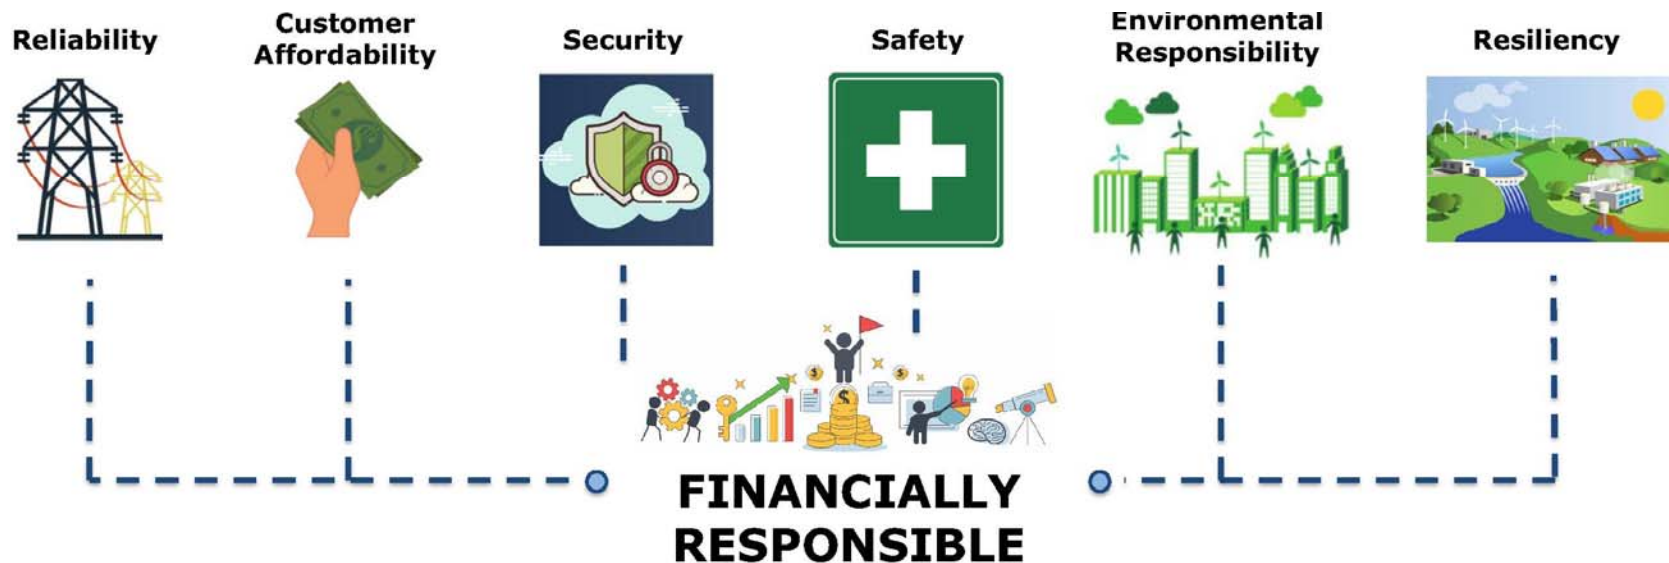 Reliability
Customer
Affordability
Security
Safety
Environmental
Responsibility
Resiliency
$
$
$
FINANCIALLY
RESPONSIBLE